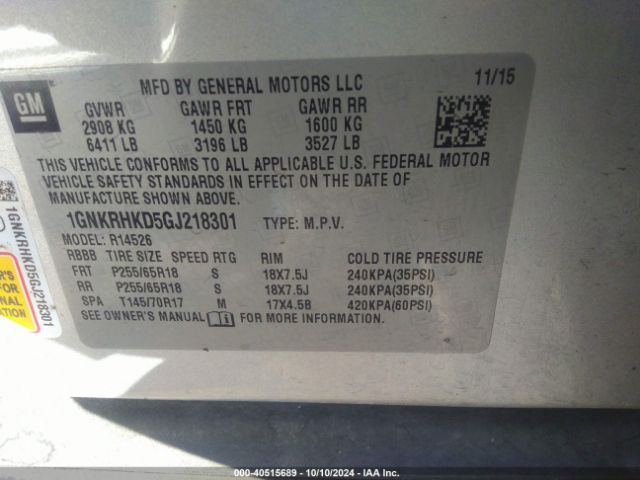 GM
MFD BY GENERAL MOTORS LLC 11/15
GVWR GAWR FRT GAWR RR
2908 KG 1450 KG 1600 KG
6411 LB 3196 LB 3527 LB
THIS VEHICLE CONFORMS TO ALL APPLICABLE U.S. FEDERAL MOTOR
VEHICLE SAFETY STANDARDS IN EFFECT ON THE DATE OF
MANUFACTURE SHOWN ABOVE.
1GNKRHKD5GJ218301 TYPE: M.P.V.
MODEL: R14526
RBBB TIRE SIZE SPEED RTG RIM COLD TIRE PRESSURE
FRT P255/65R18 S 18X7.5J 240KPA(35PSI)
RR P255/65R18 S 18X7.5J 240KPA(35PSI)
SPA T145/70R17 M 17X4.5B 420KPA(60PSI)
SEE OWNER'S MANUAL FOR MORE INFORMATION
1GNKRHKD5GJ218301
FOR
NAL
ATION
000-40515689 - 10/10/2024 - IAA Inc.